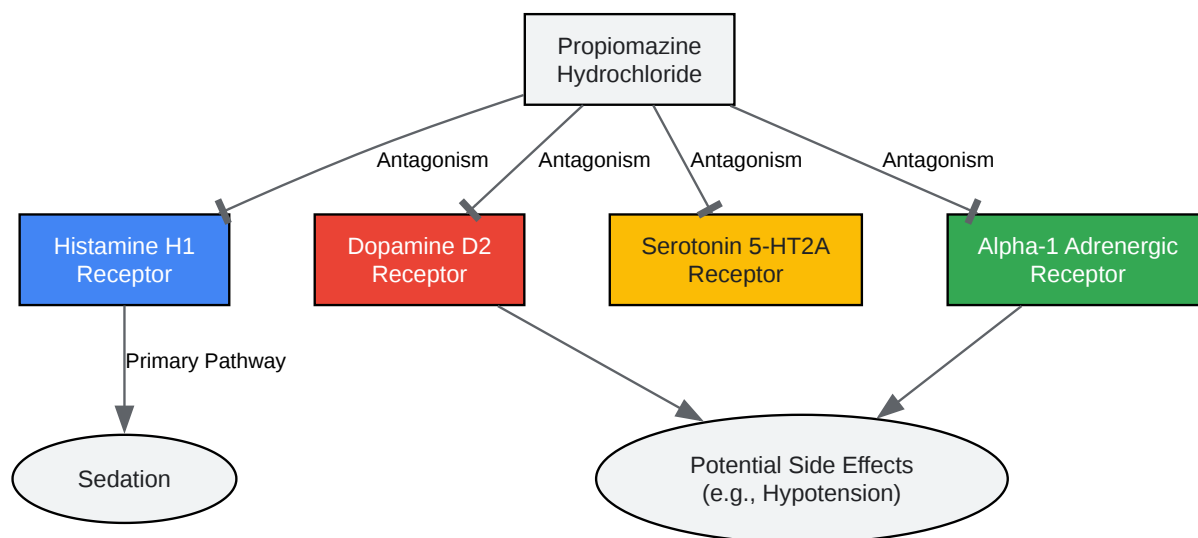 Propiomazine
Hydrochloride
Antagonism
Antagonism
Antagonism
Antagonism
Histamine H1
Receptor
Dopamine D2
Receptor
Serotonin 5-HT2A
Receptor
Alpha-1 Adrenergic
Receptor
Primary Pathway
Sedation
Potential Side Effects
(e.g., Hypotension)